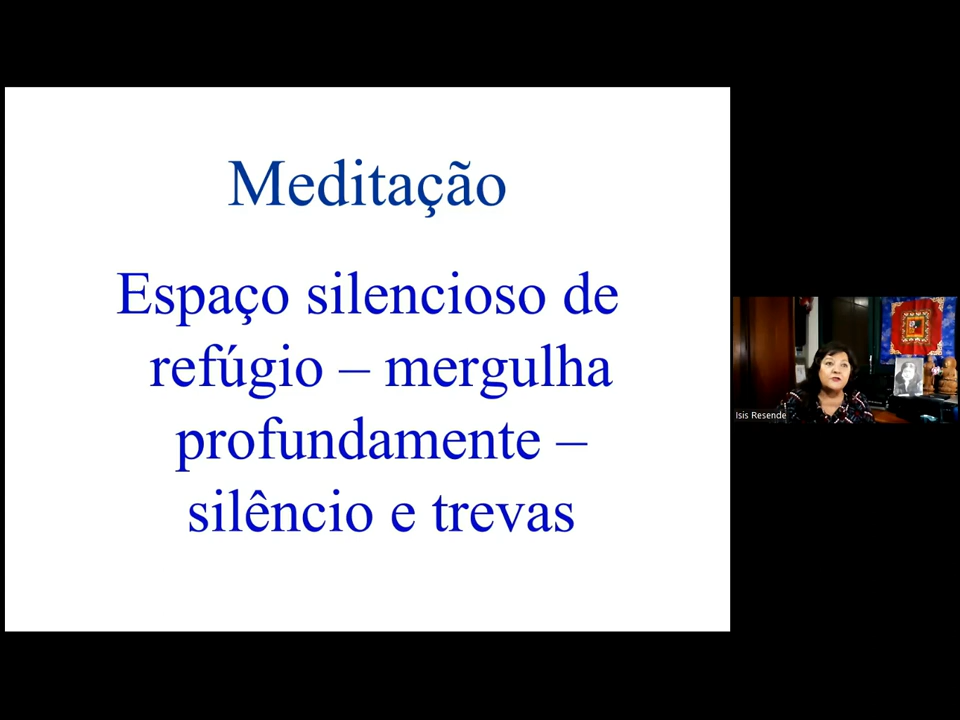 Meditação
Espaço silencioso de
refúgio – mergulha
profundamente –
silêncio e trevas
Isis Resende